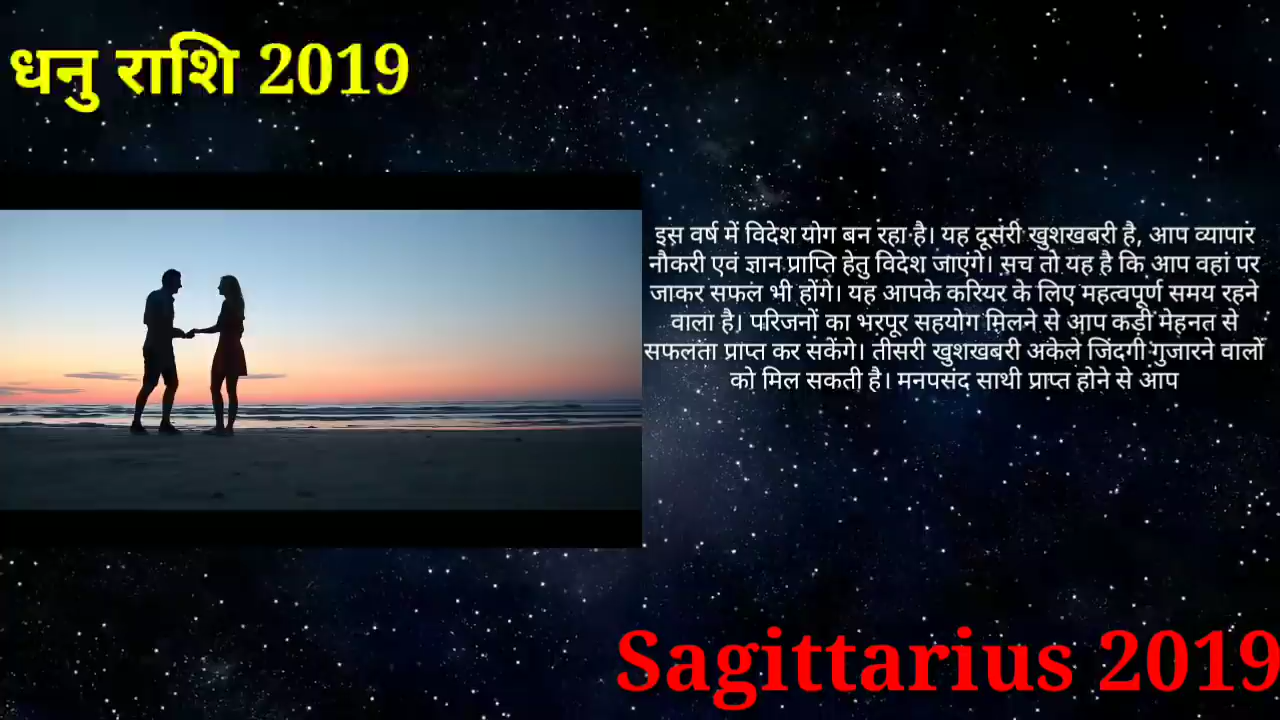 धनु राशि 2019
इस वर्ष में विदेश योग बन रहा है। यह दूसरी खुशखबरी है, आप व्यापार
नौकरी एवं ज्ञान प्राप्ति हेतु विदेश जाएंगे। सच तो यह है कि आप वहां पर
जाकर सफल भी होंगे। यह आपके करियर के लिए महत्वपूर्ण समय रहने
वाला है। परिजनों का भरपूर सहयोग मिलने से आप कड़ी मेहनत से
सफलता प्राप्त कर सकेंगे। तीसरी खुशखबरी अकेले जिंदगी गुजारने वालों
को मिल सकती है। मनपसंद साथी प्राप्त होने से आप
Sagittarius 2019